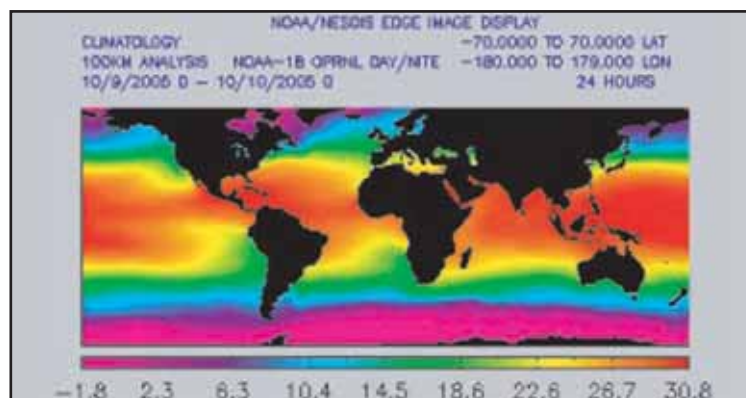 NOAA/NESDIS EDGE IMAGE DISPLAY
CLIMATOLOGY -70.0000 TO 70.0000 LAT
100KM ANALYSIS NOAA-1B OPRNL DAY/NITE -180.000 TO 179.000 LON
10/9/2005 0 - 10/10/2005 0 24 HOURS
-1.8 2.3 6.3 10.4 14.5 18.6 22.6 26.7 30.8